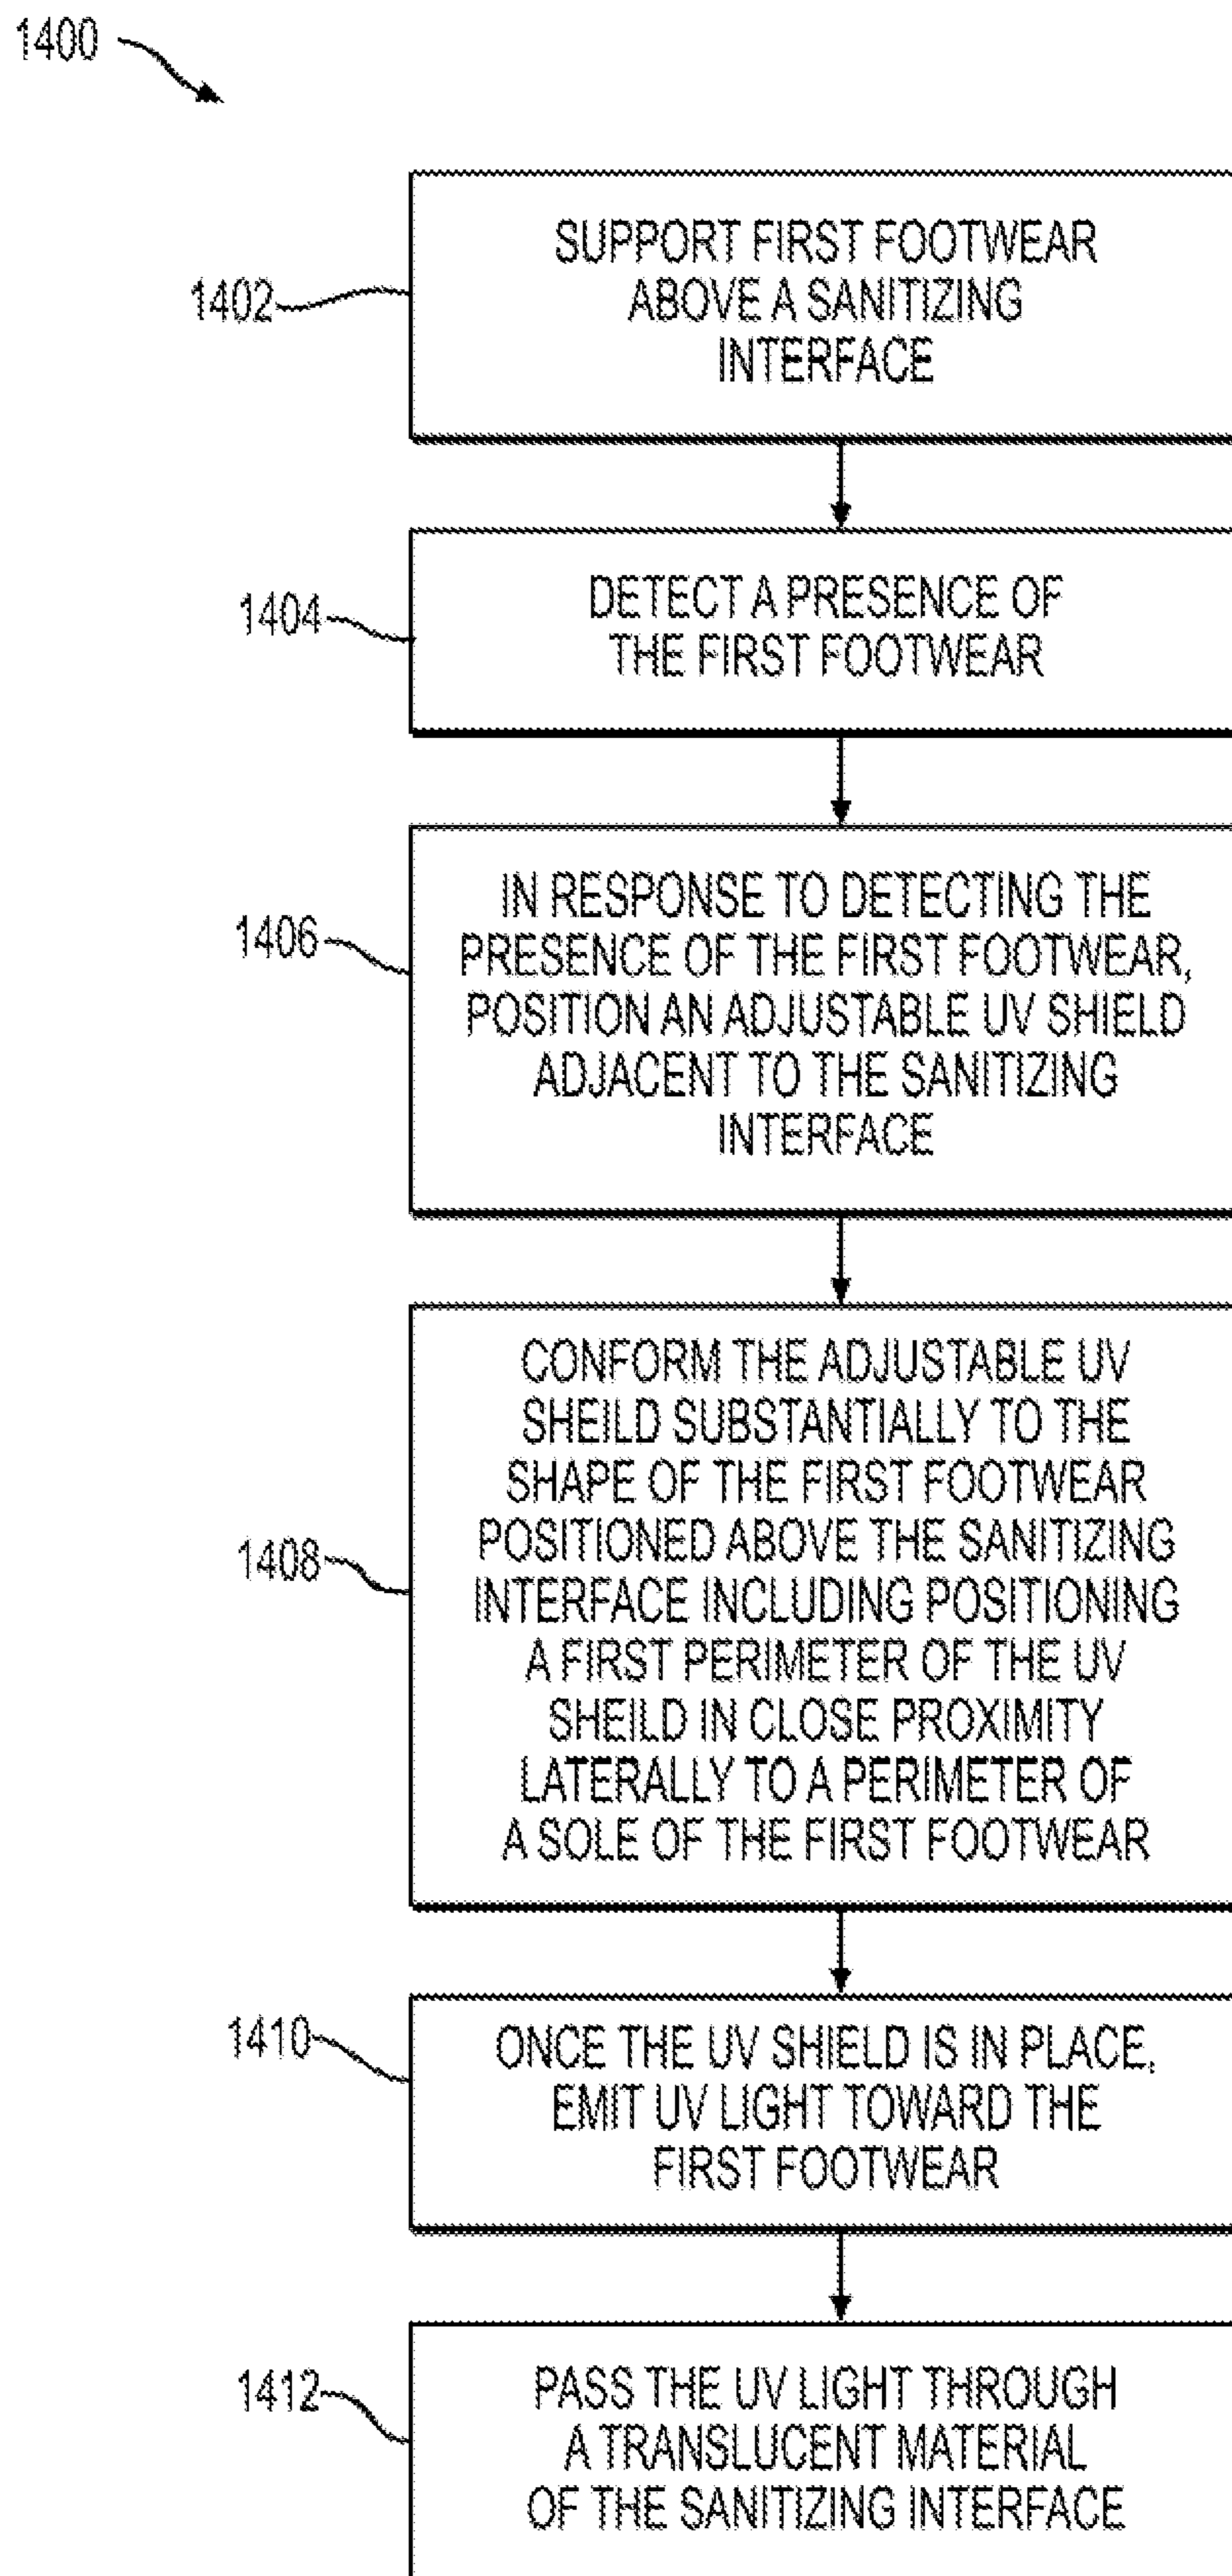 1400
1402
SUPPORT FIRST FOOTWEAR
ABOVE A SANITIZING
INTERFACE
1404
DETECT A PRESENCE OF
THE FIRST FOOTWEAR
1406
IN RESPONSE TO DETECTING THE
PRESENCE OF THE FIRST FOOTWEAR,
POSITION AN ADJUSTABLE UV SHIELD
ADJACENT TO THE SANITIZING
INTERFACE
1408
CONFORM THE ADJUSTABLE UV
SHEILD SUBSTANTIALLY TO THE
SHAPE OF THE FIRST FOOTWEAR
POSITIONED ABOVE THE SANITIZING
INTERFACE INCLUDING POSITIONING
A FIRST PERIMETER OF THE UV
SHEILD IN CLOSE PROXIMITY
LATERALLY TO A PERIMETER OF
A SOLE OF THE FIRST FOOTWEAR
1410
ONCE THE UV SHIELD IS IN PLACE,
EMIT UV LIGHT TOWARD THE
FIRST FOOTWEAR
1412
PASS THE UV LIGHT THROUGH
A TRANSLUCENT MATERIAL
OF THE SANITIZING INTERFACE